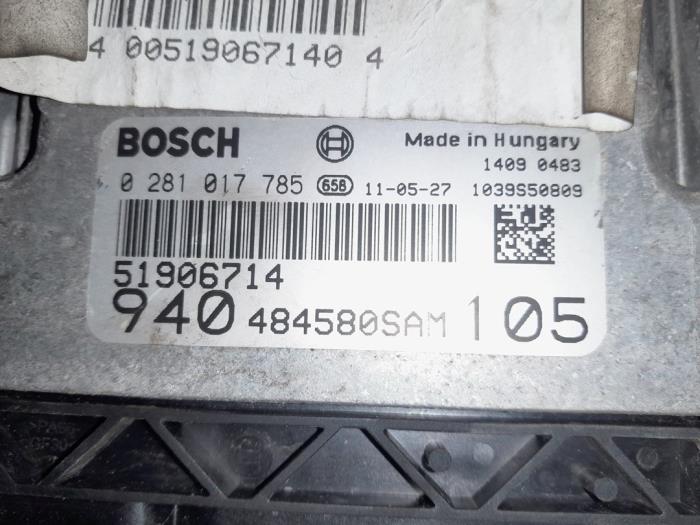 4 00519067140 4
BOSCH Made in Hungary
1409 0483
0 281 017 785 658 11-05-27 1039S50809
51906714
940 484580SAM 105